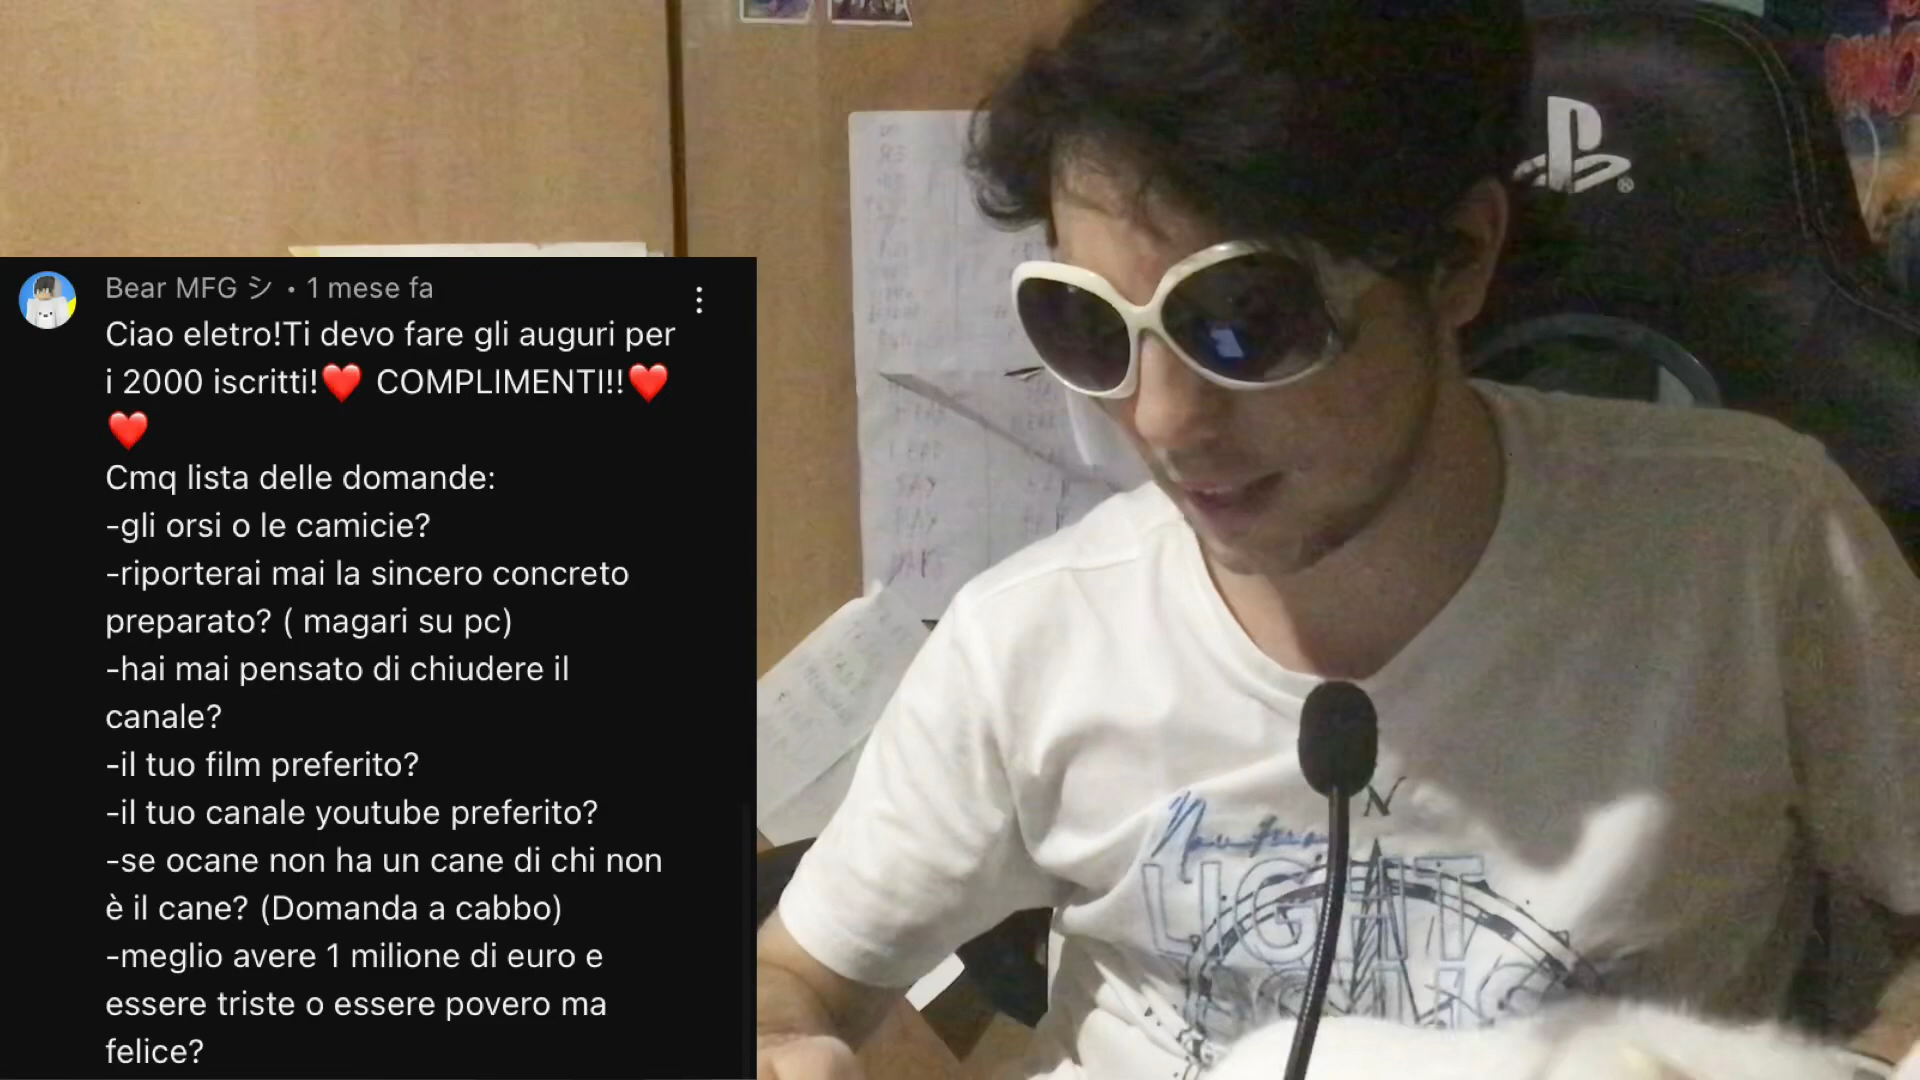 Bear MFG シ • 1 mese fa
Ciao eletro!Ti devo fare gli auguri per
i 2000 iscritti!❤️ COMPLIMENTI!!❤️
❤️
Cmq lista delle domande:
-gli orsi o le camicie?
-riporterai mai la sincero concreto
preparato? ( magari su pc)
-hai mai pensato di chiudere il
canale?
-il tuo film preferito?
-il tuo canale youtube preferito?
-se ocane non ha un cane di chi non
è il cane? (Domanda a cabbo)
-meglio avere 1 milione di euro e
essere triste o essere povero ma
felice?
LIGHT